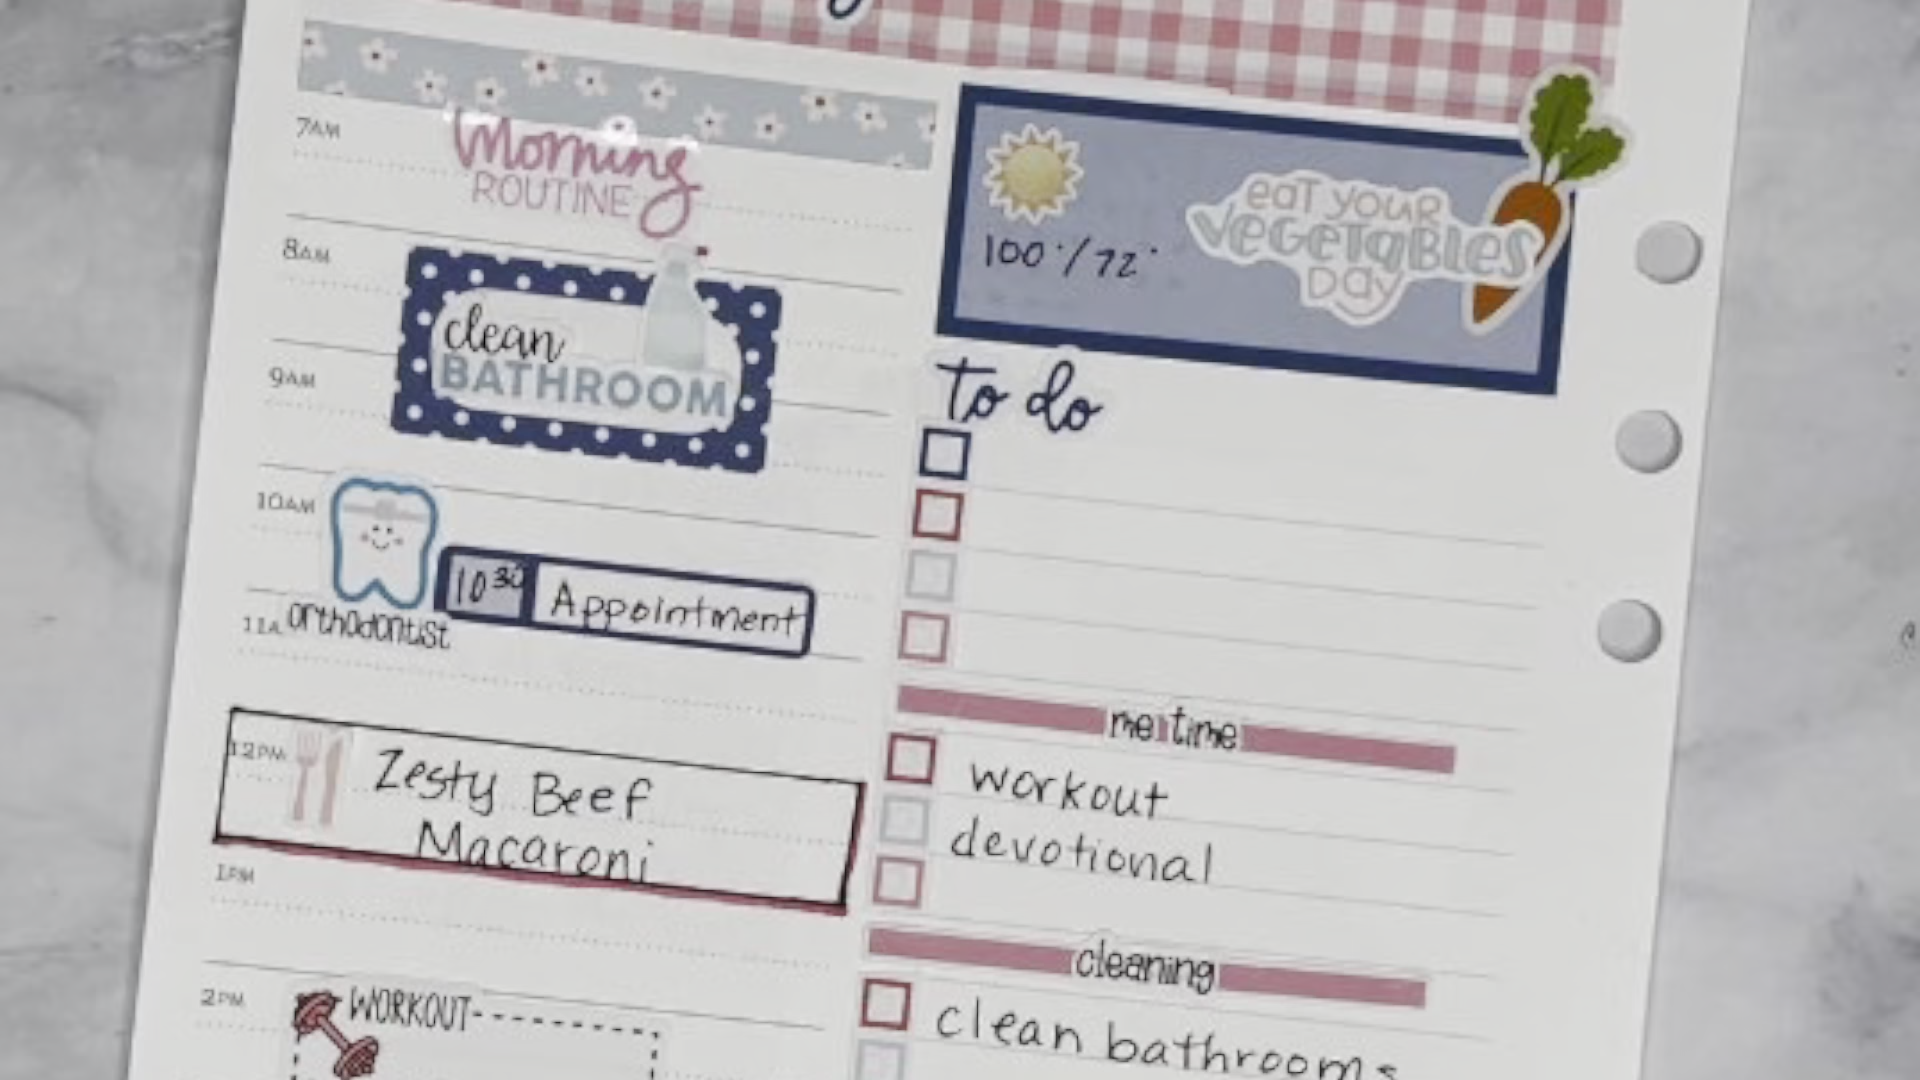 7AM
Morning
ROUTINE
8AM
clean
BATHROOM
9AM
10AM
10 30 Appointment
11A
orthodontist
12PM
Zesty Beef
Macaroni
1PM
2PM
WORKOUT
100°/72°
eat your
vegetables
day
to do
me time
workout
devotional
cleaning
clean bathrooms